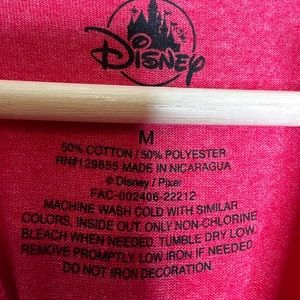 Disney
M
50% COTTON / 50% POLYESTER
RN#129855 MADE IN NICARAGUA
© Disney / Pixar
FAC-002406-22212
MACHINE WASH COLD WITH SIMILAR
COLORS, INSIDE OUT. ONLY NON-CHLORINE
BLEACH WHEN NEEDED. TUMBLE DRY LOW.
REMOVE PROMPTLY. LOW IRON IF NEEDED
DO NOT IRON DECORATION.